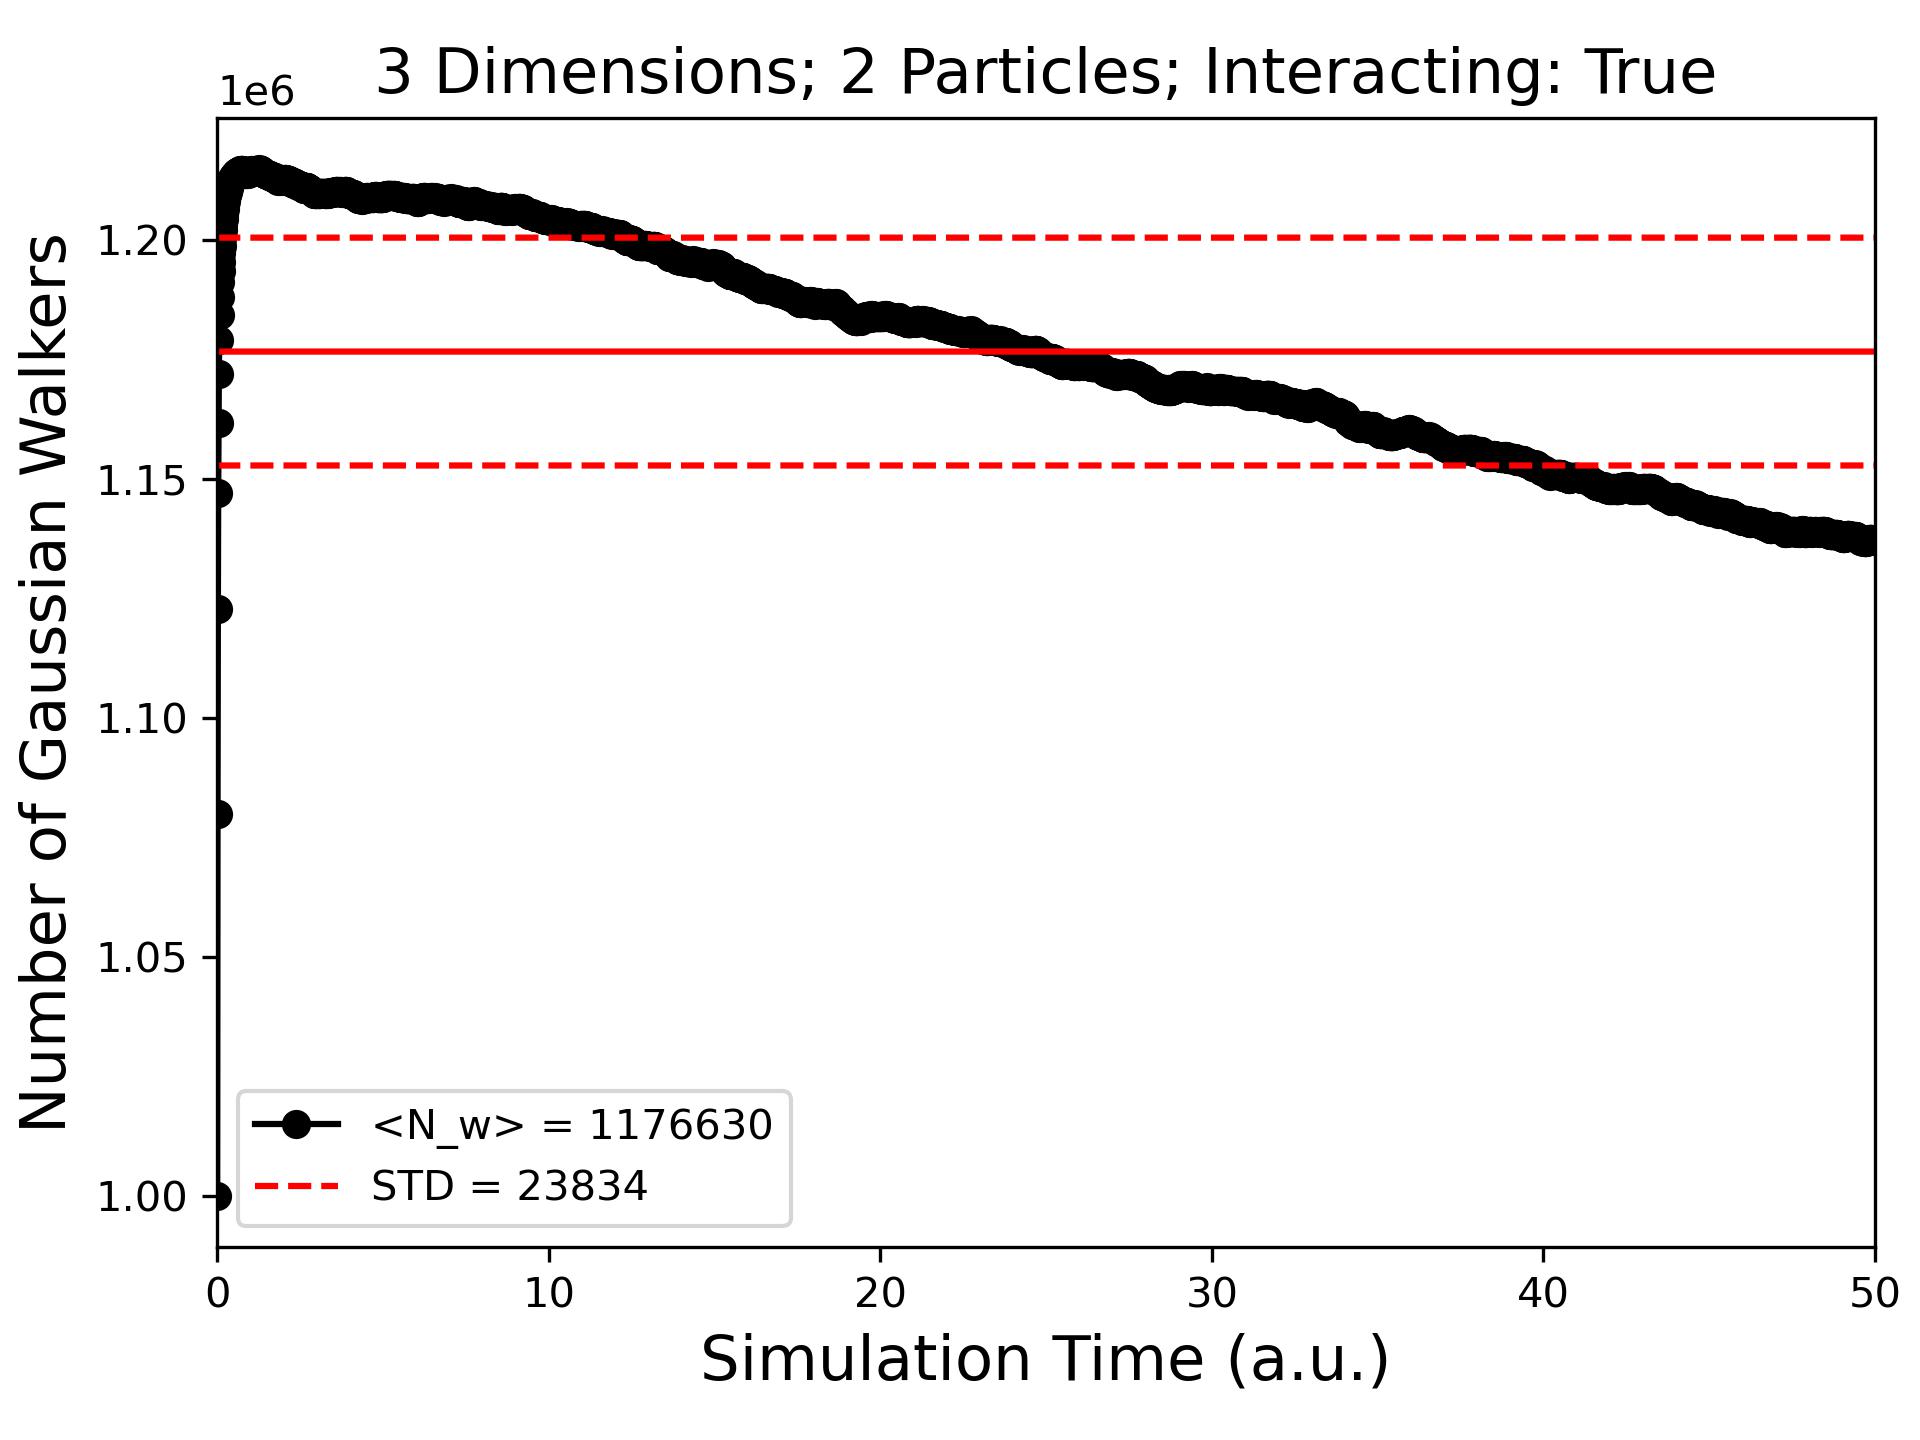 3 Dimensions; 2 Particles; Interacting: True
1e6
Number of Gaussian Walkers
1.20
1.15
1.10
1.05
1.00
<N_w> = 1176630
STD = 23834
0 10 20 30 40 50
Simulation Time (a.u.)